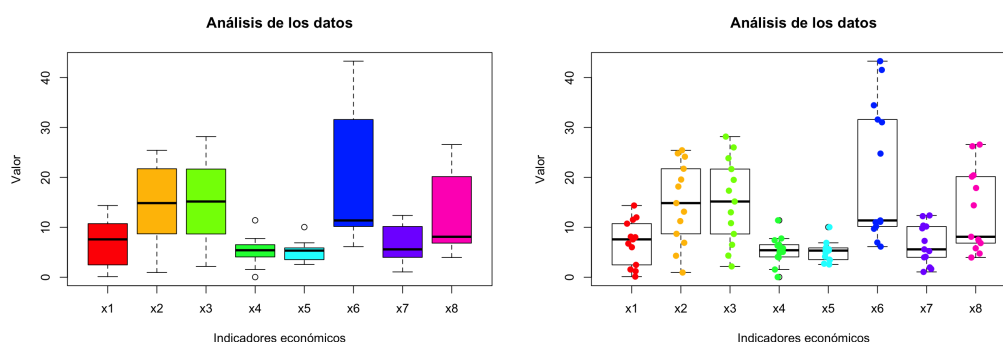 Análisis de los datos
Valor
40
30
20
10
0
x1 x2 x3 x4 x5 x6 x7 x8
Indicadores económicos
Análisis de los datos
Valor
40
30
20
10
0
x1 x2 x3 x4 x5 x6 x7 x8
Indicadores económicos